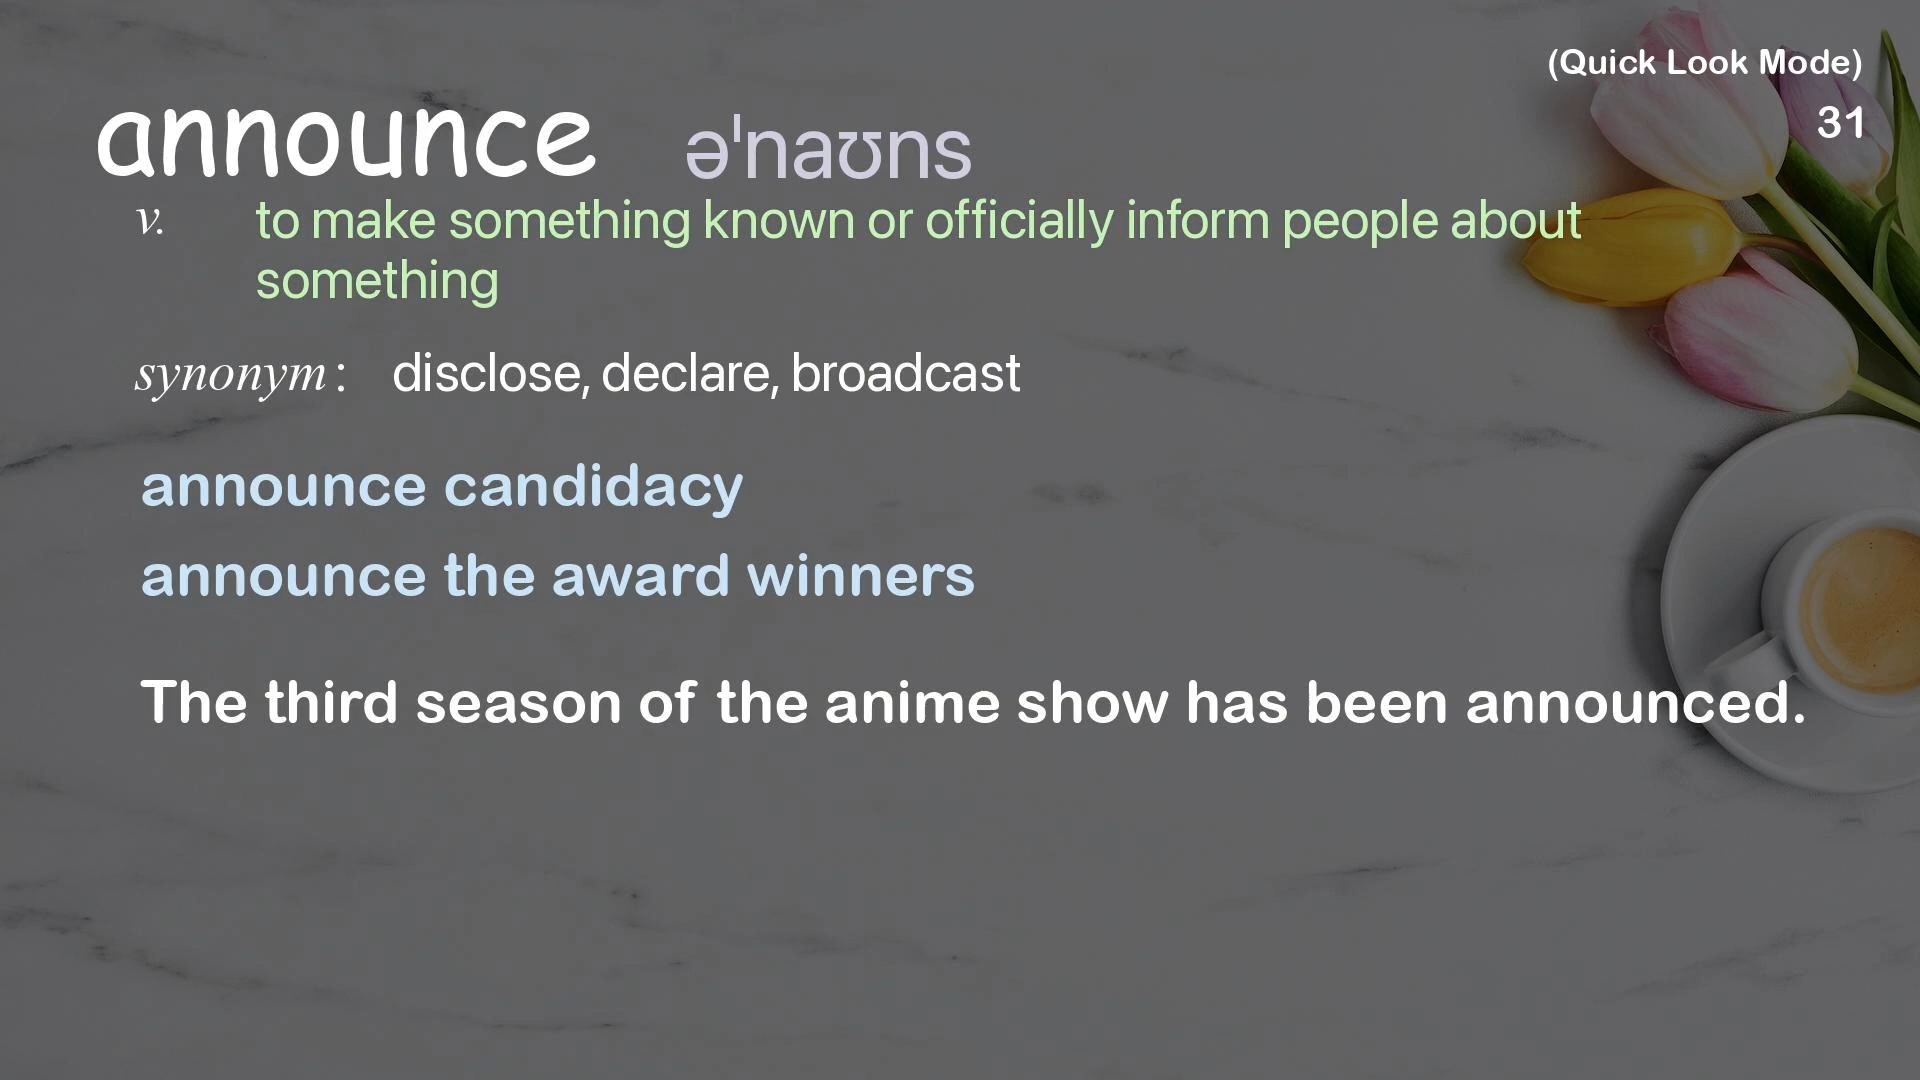 (Quick Look Mode)
31
announce əˈnaʊns
v. to make something known or officially inform people about
something
synonym : disclose, declare, broadcast
announce candidacy
announce the award winners
The third season of the anime show has been announced.